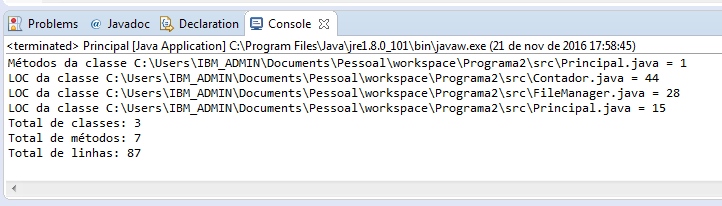 Problems @ Javadoc Declaration Console
<terminated> Principal [Java Application] C:\Program Files\Java\jre1.8.0_101\bin\javaw.exe (21 de nov de 2016 17:58:45)
Métodos da classe C:\Users\IBM_ADMIN\Documents\Pessoal\workspace\Programa2\src\Principal.java = 1
LOC da classe C:\Users\IBM_ADMIN\Documents\Pessoal\workspace\Programa2\src\Contador.java = 44
LOC da classe C:\Users\IBM_ADMIN\Documents\Pessoal\workspace\Programa2\src\FileManager.java = 28
LOC da classe C:\Users\IBM_ADMIN\Documents\Pessoal\workspace\Programa2\src\Principal.java = 15
Total de classes: 3
Total de métodos: 7
Total de linhas: 87